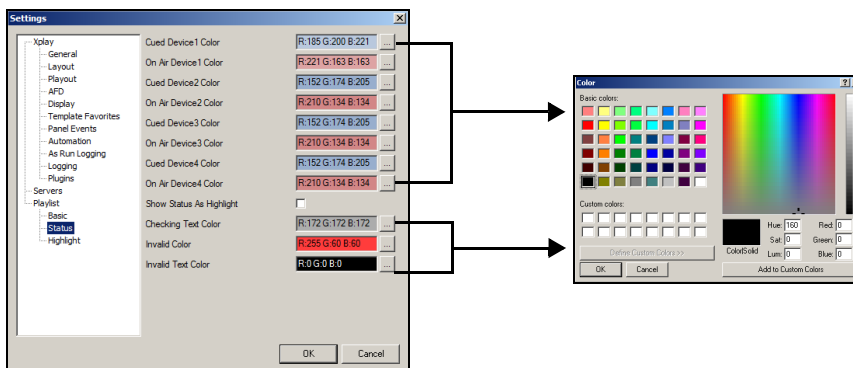 Settings
Xplay
General
Layout
Playout
AFD
Display
Template Favorites
Panel Events
Automation
As Run Logging
Logging
Plugins
Servers
Playlist
Basic
Status
Highlight
Cued Device1 Color R:185 G:200 B:221 ...
On Air Device1 Color R:221 G:163 B:163 ...
Cued Device2 Color R:152 G:174 B:205 ...
On Air Device2 Color R:210 G:134 B:134 ...
Cued Device3 Color R:152 G:174 B:205 ...
On Air Device3 Color R:210 G:134 B:134 ...
Cued Device4 Color R:152 G:174 B:205 ...
On Air Device4 Color R:210 G:134 B:134 ...
Show Status As Highlight
Checking Text Color R:172 G:172 B:172 ...
Invalid Color R:255 G:60 B:60 ...
Invalid Text Color R:0 G:0 B:0 ...
OK Cancel
Color
Basic colors:
Custom colors:
Define Custom Colors >>
OK Cancel
Color|Solid
Hue: 160 Red: 0
Sat: 0 Green: 0
Lum: 0 Blue: 0
Add to Custom Colors